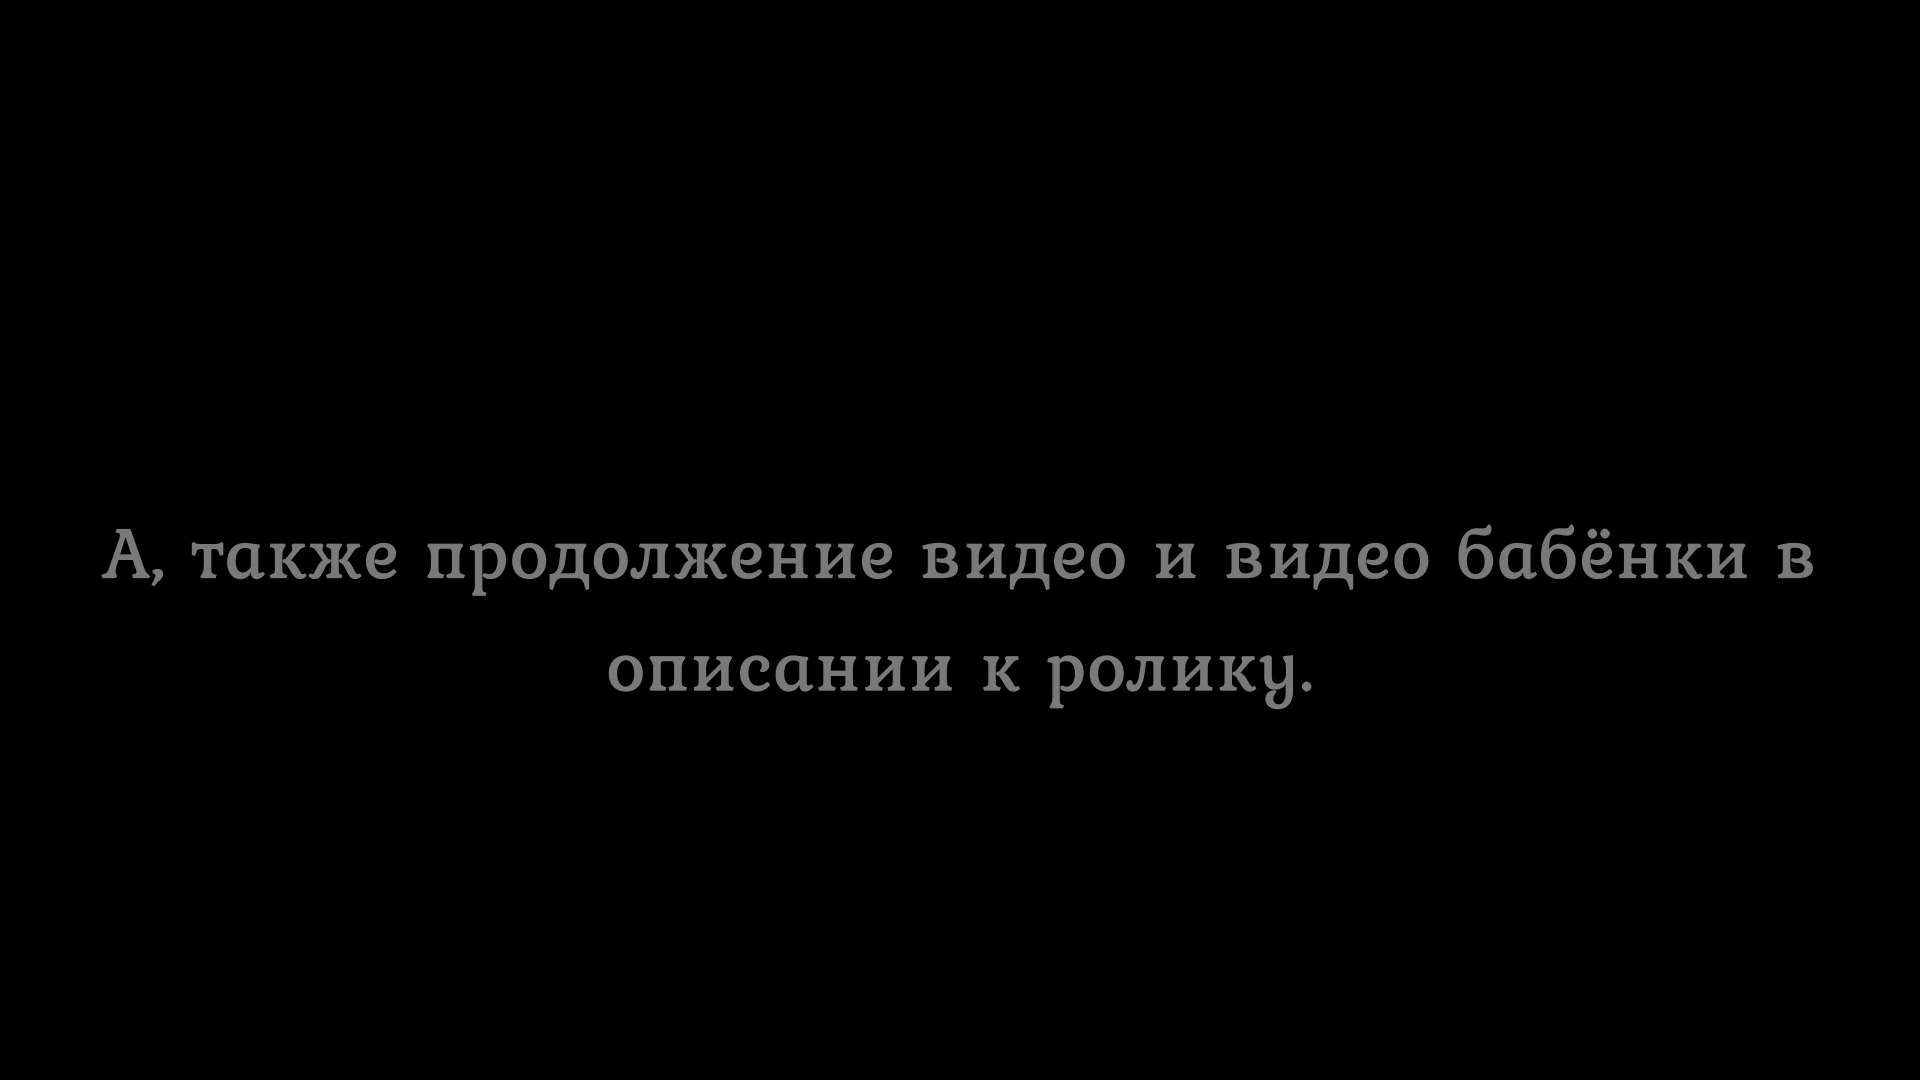 А, также продолжение видео и видео бабёнки в
описании к ролику.